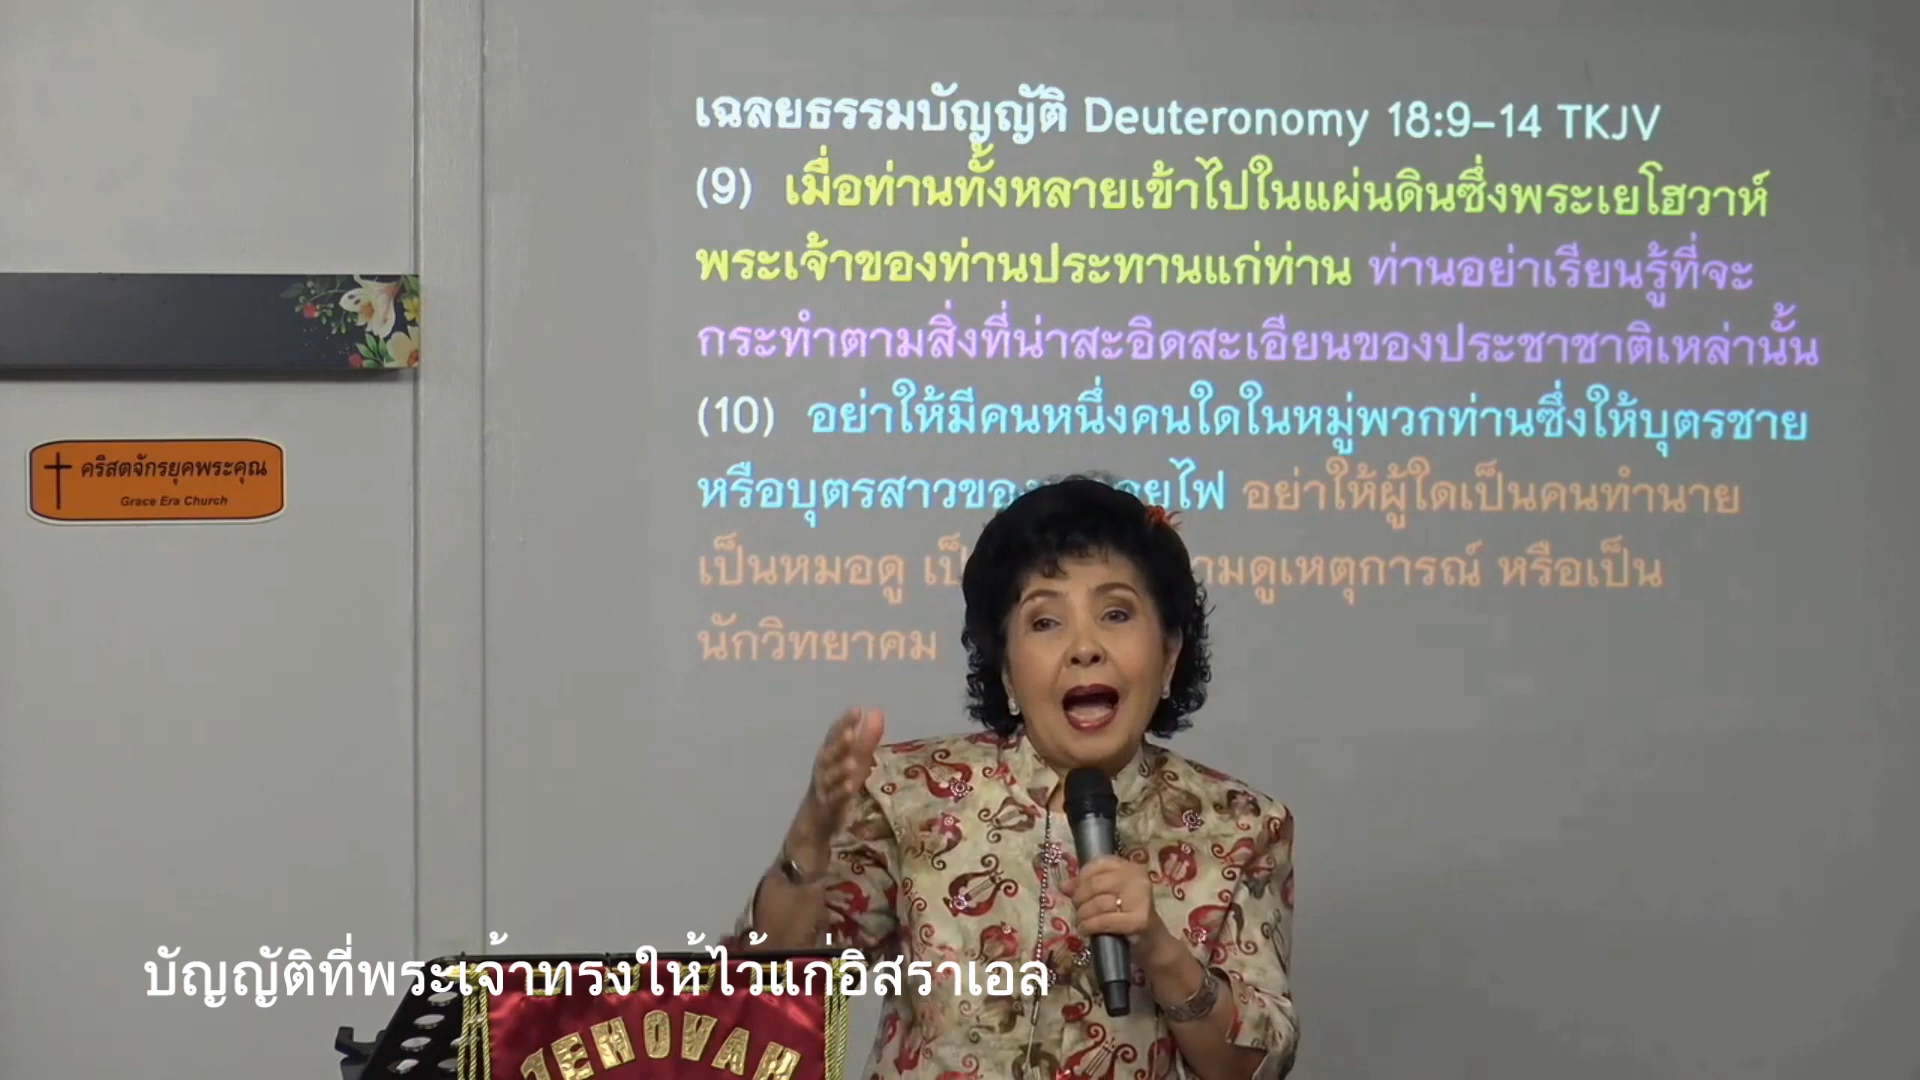 เฉลยธรรมบัญญัติ Deuteronomy 18:9-14 TKJV
(9) เมื่อท่านทั้งหลายเข้าไปในแผ่นดินซึ่งพระเยโฮวาห์
พระเจ้าของท่านประทานแก่ท่าน ท่านอย่าเรียนรู้ที่จะ
กระทำตามสิ่งที่น่าสะอิดสะเอียนของประชาชาติเหล่านั้น
(10) อย่าให้มีคนหนึ่งคนใดในหมู่พวกท่านซึ่งให้บุตรชาย
หรือบุตรสาวของ ยไฟ อย่าให้ผู้ใดเป็นคนทำนาย
เป็นหมอดู ามดูเหตุการณ์ หรือเป็น
นักวิทยาคม
คริสตจักรยุคพระคุณ
Grace Era Church
บัญญัติที่พระเจ้าทรงให้ไว้แก่อิสราเอล
JEHOVAH